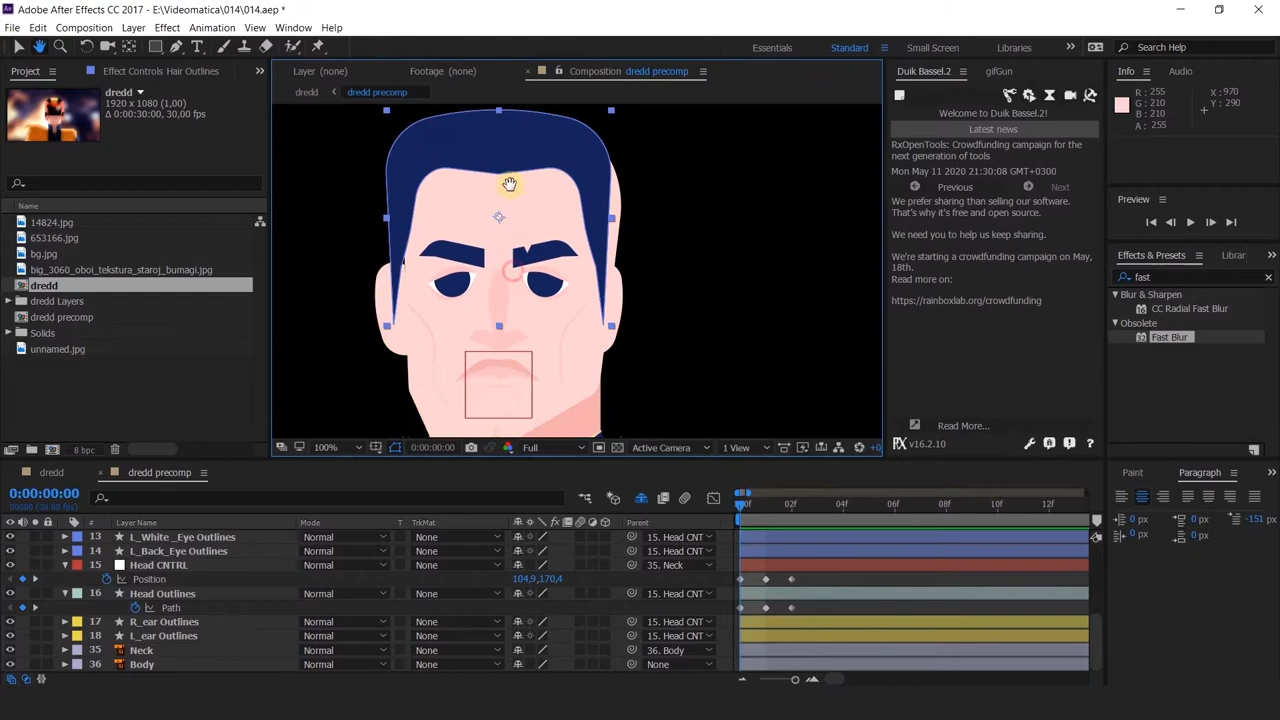 Adobe After Effects CC 2017 - E:\Videomatica\014\014.aep *
File Edit Composition Layer Effect Animation View Window Help
Essentials Standard Small Screen Libraries Search Help
Project Effect Controls Hair Outlines
Layer (none) Footage (none) Composition dredd precomp
Duik Bassel.2 gifGun Info Audio
dredd
1920 x 1080 (1,00)
Δ 0:00:30:00, 30,00 fps
dredd dredd precomp
R : 255
G : 210
B : 210
A : 255
X : 970
Y : 290
Welcome to Duik Bassel.2!
Latest news
RxOpenTools: Crowdfunding campaign for the
next generation of tools
Mon May 11 2020 21:30:08 GMT+0300
Previous Next
We prefer sharing than selling our software.
That's why it's free and open source.
We need you to help us keep sharing.
We're starting a crowdfunding campaign on May,
18th.
Read more on:
https://rainboxlab.org/crowdfunding
Read More...
v16.2.10
Preview
Effects & Presets Librar
fast
Blur & Sharpen
CC Radial Fast Blur
Obsolete
Fast Blur
Name
14824.jpg
653166.jpg
bg.jpg
big_3060_oboi_tekstura_staroj_bumagi.jpg
dredd
dredd Layers
dredd precomp
Solids
unnamed.jpg
8 bpc
100% 0:00:00:00 Full Active Camera 1 View +0,
dredd dredd precomp
0:00:00:00
00000 (30.00 fps)
# Layer Name Mode T TrkMat Parent
02f 04f 06f 08f 10f 12f
13 L_White _Eye Outlines Normal None 15. Head CNT
14 L_Back_Eye Outlines Normal None 15. Head CNT
15 Head CNTRL Normal None 35. Neck
Position 104,9,170,4
16 Head Outlines Normal None 15. Head CNT
Path
17 R_ear Outlines Normal None 15. Head CNT
18 L_ear Outlines Normal None 15. Head CNT
35 Neck Normal None 36. Body
36 Body Normal None None
Paint Paragraph
0 px 0 px -151 px
0 px 0 px